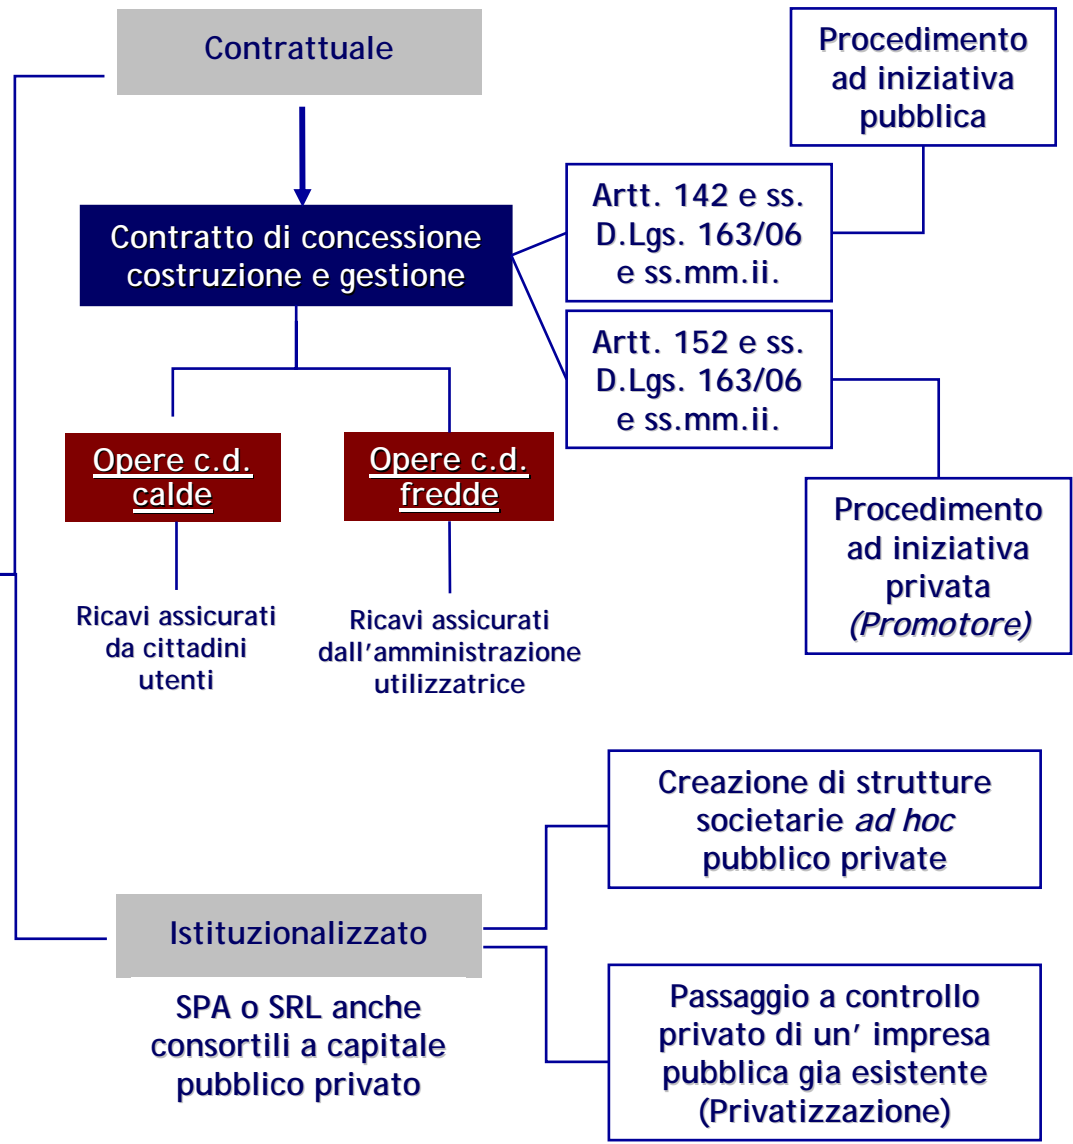 Contrattuale
Procedimento
ad iniziativa
pubblica
Contratto di concessione
costruzione e gestione
Artt. 142 e ss.
D.Lgs. 163/06
e ss.mm.ii.
Artt. 152 e ss.
D.Lgs. 163/06
e ss.mm.ii.
Opere c.d.
calde
Opere c.d.
fredde
Procedimento
ad iniziativa
privata
(Promotore)
Ricavi assicurati
da cittadini
utenti
Ricavi assicurati
dall'amministrazione
utilizzatrice
Creazione di strutture
societarie ad hoc
pubblico private
Istituzionalizzato
SPA o SRL anche
consortili a capitale
pubblico privato
Passaggio a controllo
privato di un' impresa
pubblica gia esistente
(Privatizzazione)